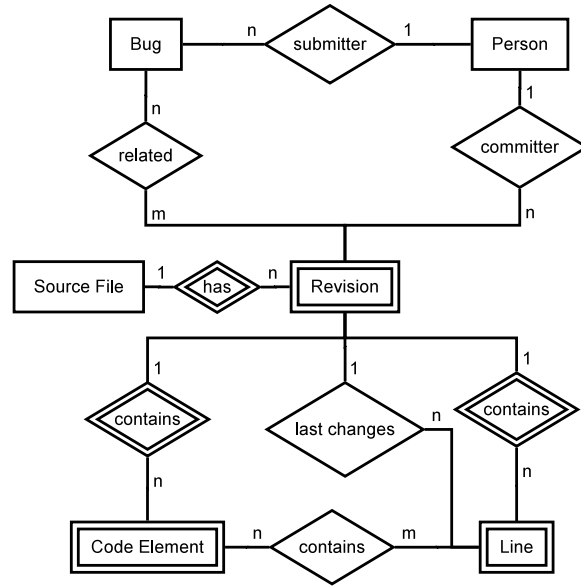 Bug
n
submitter
1
Person
n
1
related
committer
m
n
Source File
1
has
n
Revision
1
1
1
contains
last changes
n
contains
n
n
Code Element
n
contains
m
Line